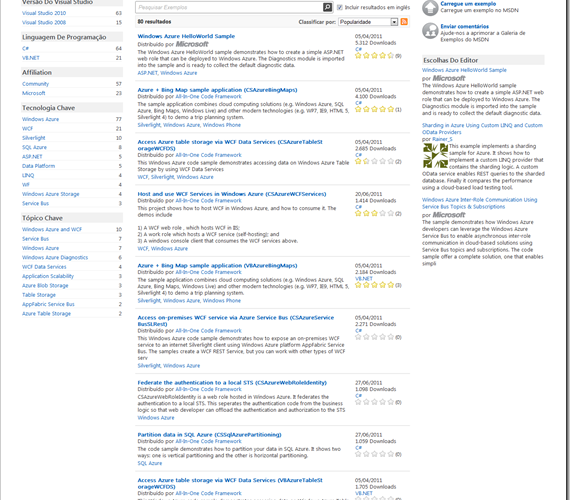 Versão Do Visual Studio
Visual Studio 2010 63
Visual Studio 2008 15
Linguagem De Programação
C# 64
VB.NET 21
Affiliation
Community 57
Microsoft 23
Tecnologia Chave
Windows Azure 77
WCF 21
Silverlight 10
SQL Azure 8
ASP.NET 5
Data Platform 5
LINQ 4
WF 4
Windows Azure Storage 4
Service Bus 3
Tópico Chave
Windows Azure and WCF 10
Service Bus 7
Windows Azure 7
Windows Azure Diagnostics 6
WCF Data Services 4
Application Scalability 3
Azure Blob Storage 3
Table Storage 3
AppFabric Service Bus 2
Azure Table Storage 2
Pesquisar Exemplos
Incluir resultados em inglês
80 resultados
Classificar por: Popularidade
Windows Azure HelloWorld Sample
Distribuído por Microsoft
The Windows Azure HelloWorld sample demonstrates how to create a simple ASP.NET
web role that can be deployed to Windows Azure. The Diagnostics module is imported
into the sample and is ready to collect the default diagnostic data.
ASP.NET, Windows Azure
05/04/2011
5.312 Downloads
C#
(9)
Azure + Bing Map sample application (CSAzureBingMaps)
Distribuído por All-In-One Code Framework
The sample application combines cloud computing solutions (e.g. Windows Azure, SQL
Azure, Bing Maps, Windows Live) and other modern technologies (e.g. WP7, IE9, HTML 5,
Silverlight 4) to demo a trip planning system.
Silverlight, Windows Azure, Windows Phone
05/04/2011
4.100 Downloads
C#
(1)
Access Azure table storage via WCF Data Services (CSAzureTableSt
orageWCFDS)
Distribuído por All-In-One Code Framework
This Windows Azure code sample demonstrates accessing data on Windows Azure Table
Storage by using WCF Data Services
WCF, Silverlight, Windows Azure
05/04/2011
2.685 Downloads
C#
(2)
Host and use WCF Services in Windows Azure (CSAzureWCFServices)
Distribuído por All-In-One Code Framework
This project shows how to host WCF in Windows Azure, and how to consume it. The
demos include
1) A WCF web role , which hosts WCF in IIS;
2) A work role which hosts a WCF service (self-hosting); and
3) A windows console client that consumes the WCF services above.
WCF, Windows Azure
20/06/2011
1.414 Downloads
C#
(2)
Azure + Bing Map sample application (VBAzureBingMaps)
Distribuído por All-In-One Code Framework
The sample application combines cloud computing solutions (e.g. Windows Azure, SQL
Azure, Bing Maps, Windows Live) and other modern technologies (e.g. WP7, IE9, HTML 5,
Silverlight 4) to demo a trip planning system.
Silverlight, Windows Azure, Windows Phone
05/04/2011
2.184 Downloads
VB.NET
(3)
Access on-premises WCF service via Azure Service Bus (CSAzureService
BusSLRest)
Distribuído por All-In-One Code Framework
This Windows Azure code sample demonstrates how to expose an on-premises WCF
service to an internet Silverlight client using Windows Azure platform AppFabric Service
Bus. The samples create a WCF REST Service, but you can work with other types of WCF
serv
Silverlight, Windows Azure
05/04/2011
2.271 Downloads
C#
(0)
Federate the authentication to a local STS (CSAzureWebRoleIdentity)
Distribuído por All-In-One Code Framework
CSAzureWebRoleIdentity is a web role hosted in Windows Azure. It federates the
authentication to a local STS. This seperates the authentication code from the
business logic so that web developer can offload the authentication and authorization to the STS
Windows Azure
27/06/2011
1.098 Downloads
C#
(0)
Partition data in SQL Azure (CSSqlAzurePartitioning)
Distribuído por All-In-One Code Framework
The code sample demonstrates how to partition your data in SQL Azure. It shows two
ways: one is vertical partitioning and the other is horizontal partitioning.
SQL Azure
27/06/2011
1.059 Downloads
C#
(0)
Access Azure table storage via WCF Data Services (VBAzureTableSt
orageWCFDS)
Distribuído por All-In-One Code Framework
05/04/2011
1.705 Downloads
VB.NET
Carregue um exemplo
Carregue um exemplo no MSDN
Enviar comentários
Ajude-nos a aprimorar a Galeria de
Exemplos do MSDN
Escolhas Do Editor
Windows Azure HelloWorld Sample
por Microsoft
The Windows Azure HelloWorld sample
demonstrates how to create a simple ASP.NET
web role that can be deployed to Windows Azure. The
Diagnostics module is imported into the sample and is
ready to collect the default diagnostic data.
Sharding in Azure Using Custom LINQ and Custom
OData Providers
por Rainer_S
This example implements a sharding
sample for Azure. It shows how to
implement a custom LINQ provider that
contains the sharding logic. A custom
OData service enables REST queries to the sharded
database. Finally it compares the performance
using a cloud-based load testing tool.
Windows Azure Inter-Role Communication Using
Service Bus Topics & Subscriptions
por Microsoft
The sample demonstrates how Windows Azure
developers can leverage the Windows Azure
Service Bus to enable asynchronous inter-role
communication in cloud-based solutions using
Service Bus topics and subscriptions. The code
sample offer a complete solution, one that enables
simpli